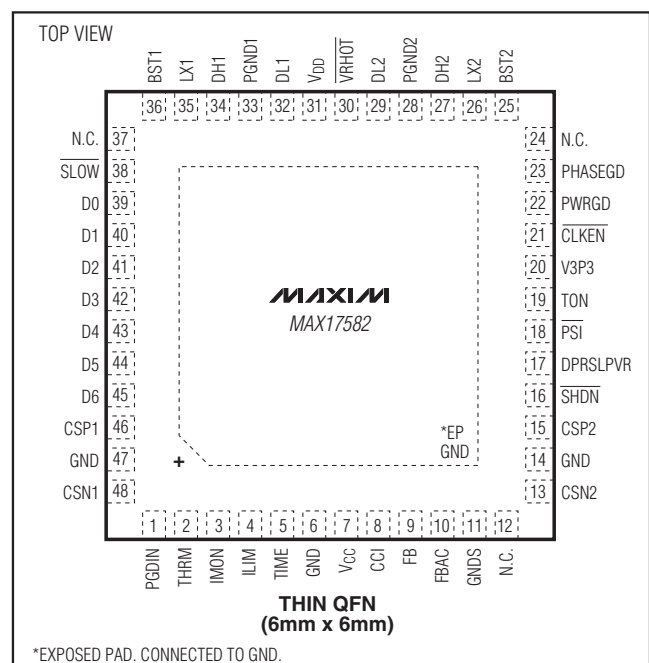 TOP VIEW
BST1 LX1 DH1 PGND1 DL1 VDD VRHOT DL2 PGND2 DH2 LX2 BST2
36 35 34 33 32 31 30 29 28 27 26 25
N.C. 37
SLOW 38
D0 39
D1 40
D2 41
D3 42
D4 43
D5 44
D6 45
CSP1 46
GND 47
CSN1 48
24 N.C.
23 PHASEGD
22 PWRGD
21 CLKEN
20 V3P3
19 TON
18 PSI
17 DPRSLPVR
16 SHDN
15 CSP2
14 GND
13 CSN2
MAXIM
MAX17582
*EP
GND
+
1 2 3 4 5 6 7 8 9 10 11 12
PGDIN THRM IMON ILIM TIME GND VCC CCI FB FBAC GNDS N.C.
THIN QFN
(6mm x 6mm)
*EXPOSED PAD. CONNECTED TO GND.